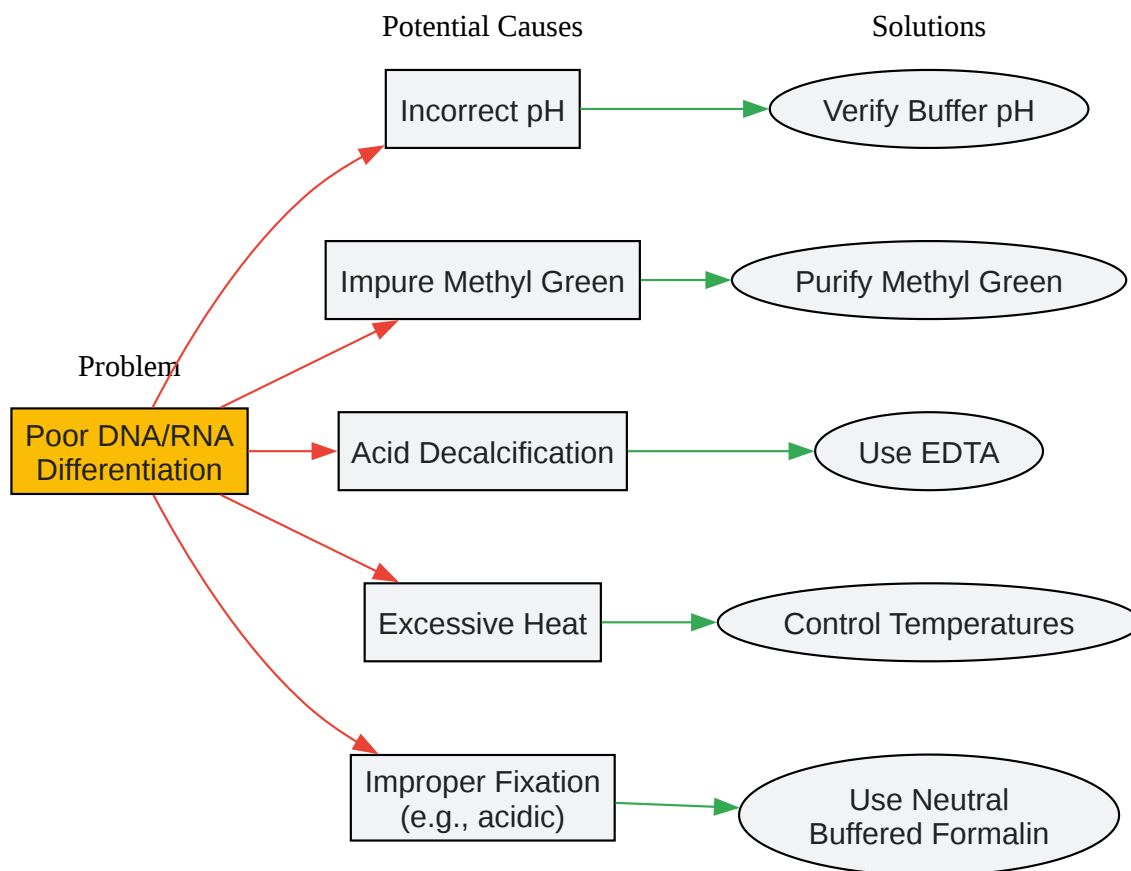 Potential Causes
Solutions
Incorrect pH
Verify Buffer pH
Impure Methyl Green
Purify Methyl Green
Problem
Poor DNA/RNA
Differentiation
Acid Decalcification
Use EDTA
Excessive Heat
Control Temperatures
Improper Fixation
(e.g., acidic)
Use Neutral
Buffered Formalin